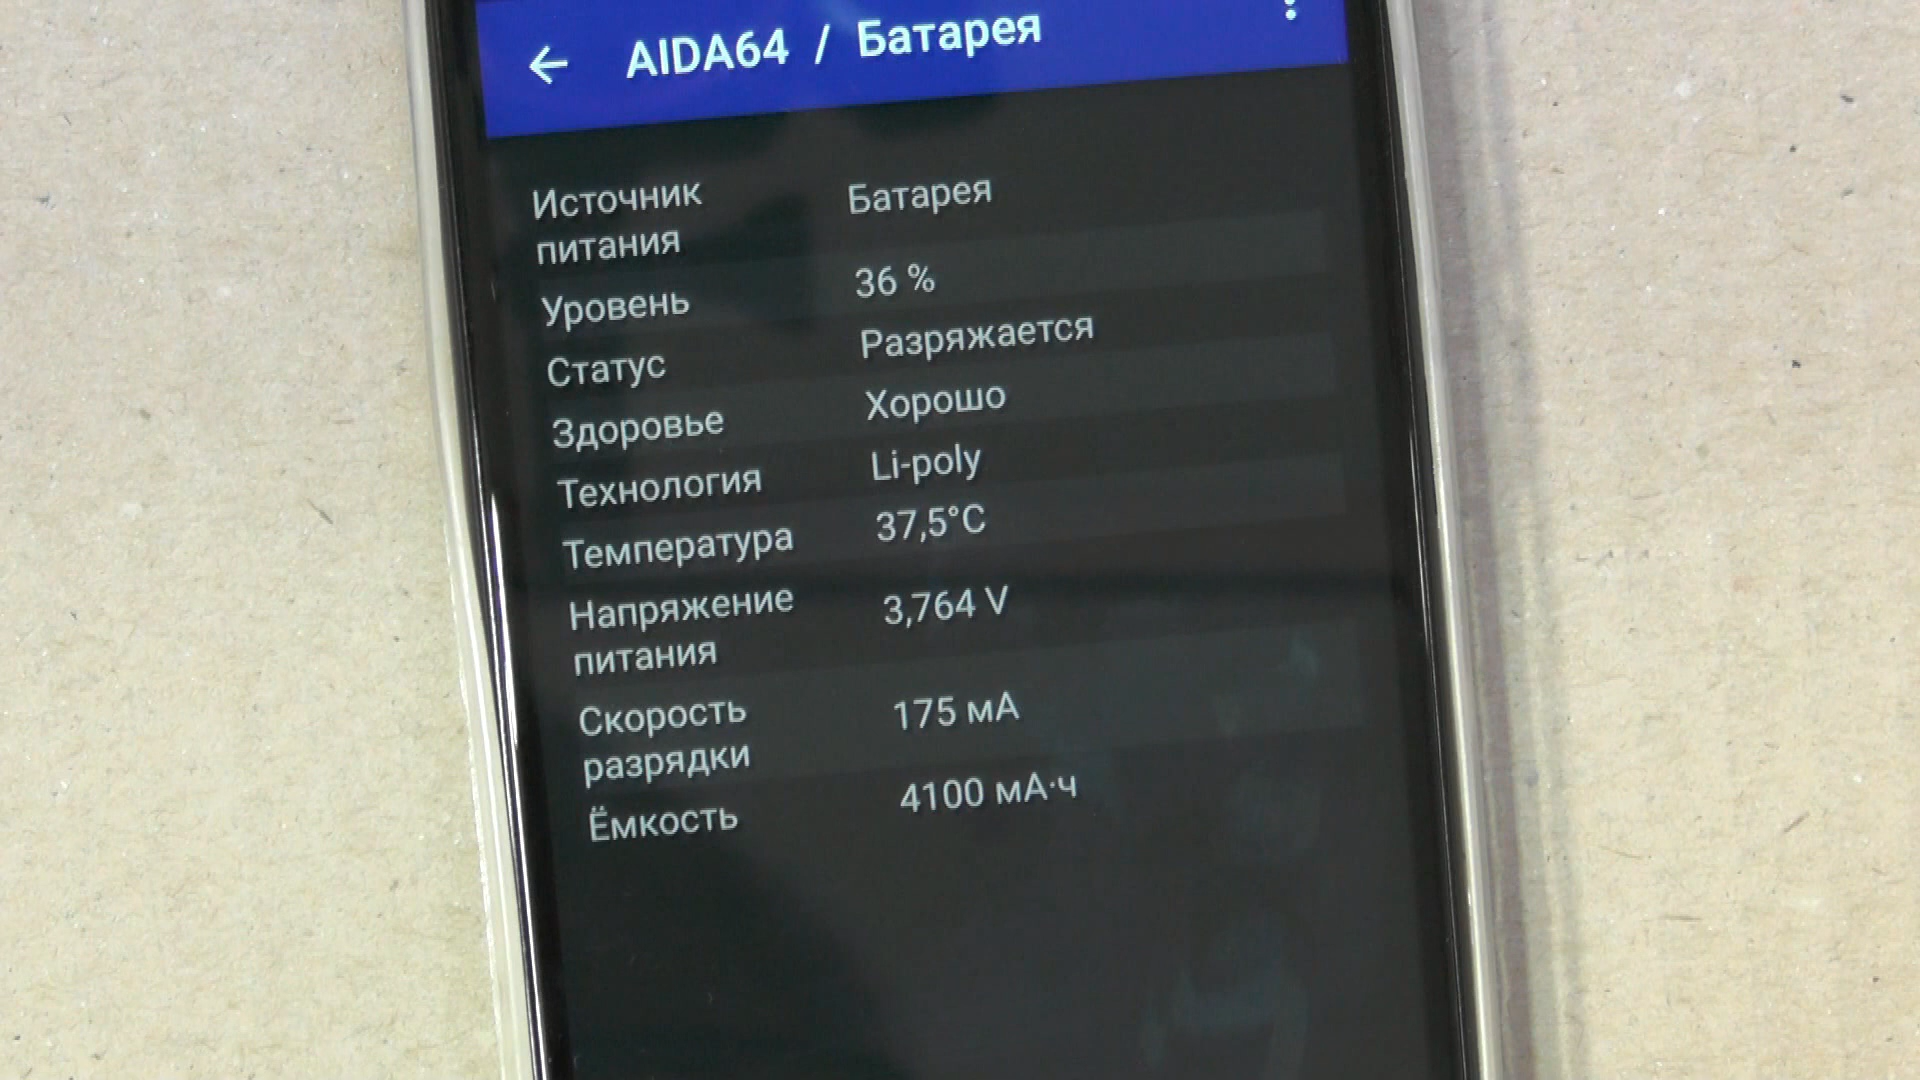 AIDA64 / Батарея
Источник
питания
Батарея
Уровень
36 %
Статус
Разряжается
Здоровье
Хорошо
Технология
Li-poly
Температура
37,5°C
Напряжение
питания
3,764 V
Скорость
разрядки
175 мА
Ёмкость
4100 мА·ч